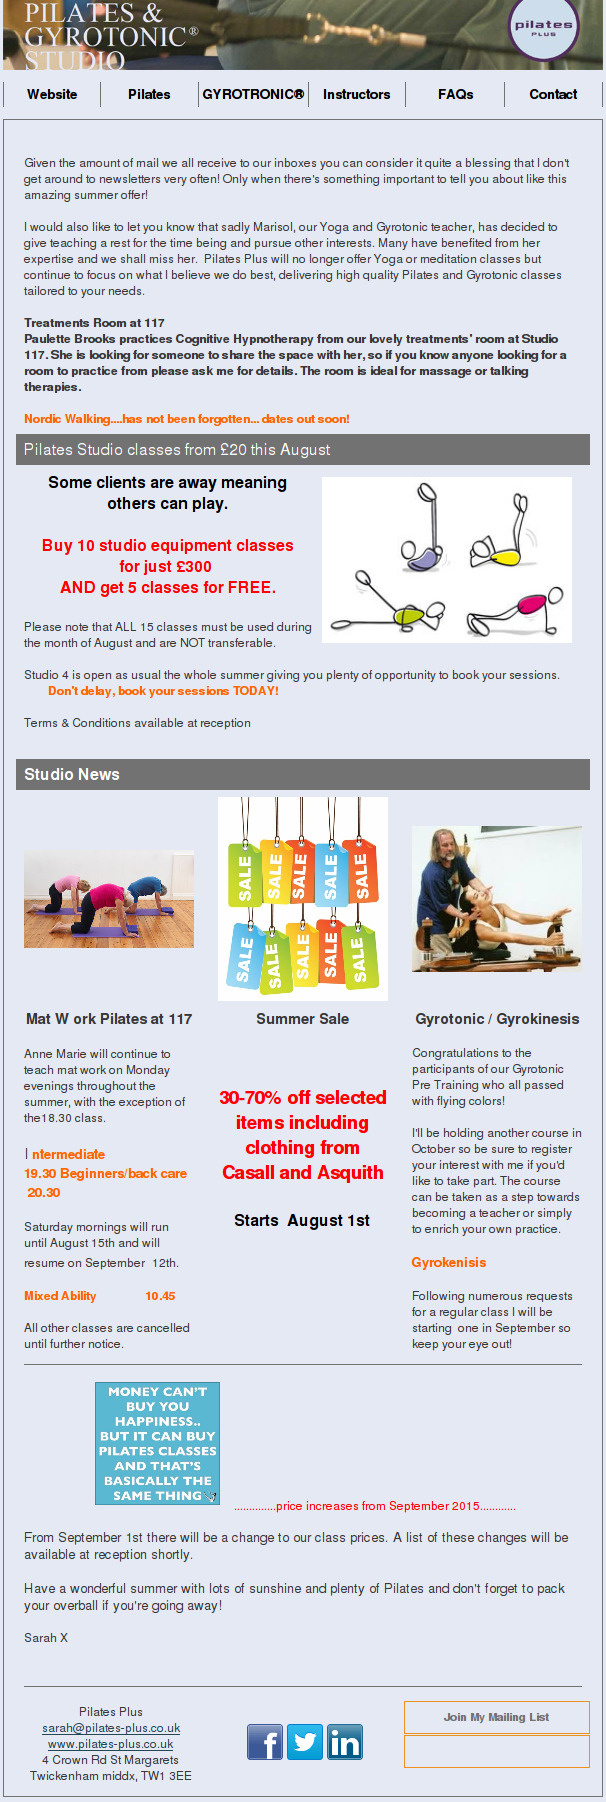 PILATES &
GYROTONIC®
STUDIO
pilates
PLUS
Website Pilates GYROTRONIC® Instructors FAQs Contact
Given the amount of mail we all receive to our inboxes you can consider it quite a blessing that I don't
get around to newsletters very often! Only when there's something important to tell you about like this
amazing summer offer!
I would also like to let you know that sadly Marisol, our Yoga and Gyrotonic teacher, has decided to
give teaching a rest for the time being and pursue other interests. Many have benefited from her
expertise and we shall miss her. Pilates Plus will no longer offer Yoga or meditation classes but
continue to focus on what I believe we do best, delivering high quality Pilates and Gyrotonic classes
tailored to your needs.
Treatments Room at 117
Paulette Brooks practices Cognitive Hypnotherapy from our lovely treatments' room at Studio
117. She is looking for someone to share the space with her, so if you know anyone looking for a
room to practice from please ask me for details. The room is ideal for massage or talking
therapies.
Nordic Walking....has not been forgotten... dates out soon!
Pilates Studio classes from £20 this August
Some clients are away meaning
others can play.
Buy 10 studio equipment classes
for just £300
AND get 5 classes for FREE.
Please note that ALL 15 classes must be used during
the month of August and are NOT transferable.
Studio 4 is open as usual the whole summer giving you plenty of opportunity to book your sessions.
Don't delay, book your sessions TODAY!
Terms & Conditions available at reception
Studio News
SALE SALE SALE SALE SALE
SALE SALE SALE SALE SALE
Mat W ork Pilates at 117
Anne Marie will continue to
teach mat work on Monday
evenings throughout the
summer, with the exception of
the18.30 class.
I ntermediate
19.30 Beginners/back care
20.30
Saturday mornings will run
until August 15th and will
resume on September 12th.
Mixed Ability 10.45
All other classes are cancelled
until further notice.
Summer Sale
30-70% off selected
items including
clothing from
Casall and Asquith
Starts August 1st
Gyrotonic / Gyrokinesis
Congratulations to the
participants of our Gyrotonic
Pre Training who all passed
with flying colors!
I'll be holding another course in
October so be sure to register
your interest with me if you'd
like to take part. The course
can be taken as a step towards
becoming a teacher or simply
to enrich your own practice.
Gyrokenisis
Following numerous requests
for a regular class I will be
starting one in September so
keep your eye out!
MONEY CAN'T
BUY YOU
HAPPINESS..
BUT IT CAN BUY
PILATES CLASSES
AND THAT'S
BASICALLY THE
SAME THING
..............price increases from September 2015............
From September 1st there will be a change to our class prices. A list of these changes will be
available at reception shortly.
Have a wonderful summer with lots of sunshine and plenty of Pilates and don't forget to pack
your overball if you're going away!
Sarah X
Pilates Plus
sarah@pilates-plus.co.uk
www.pilates-plus.co.uk
4 Crown Rd St Margarets
Twickenham middx, TW1 3EE
f
in
Join My Mailing List